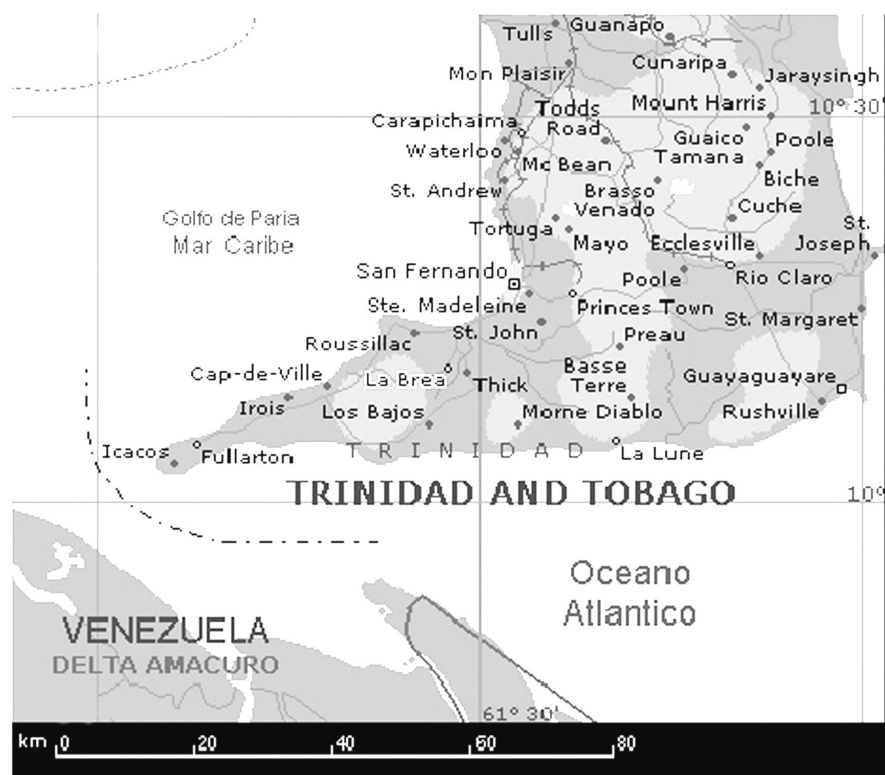 Guanapo
Tulls
Cunaripa
Mon Plaisir
Jaraysingh
Todds
Road
Mount Harris
10° 30'
Carapichaima
Waterloo
Mc Bean
Guaico
Tamana
Poole
St. Andrew
Brasso
Venado
Biche
Cuche
Golfo de Paria
Mar Caribe
Tortuga
Mayo
Ecclesville
St.
Joseph
San Fernando
Poole
Rio Claro
Ste. Madeleine
Princes Town
St. Margaret
St. John
Roussillac
Preau
Cap-de-Ville
La Brea
Thick
Basse
Terre
Guayaguayare
Irois
Los Bajos
Morne Diablo
Rushville
Icacos
Fullarton
TRINIDAD
La Lune
TRINIDAD AND TOBAGO
10°
Oceano
Atlantico
VENEZUELA
DELTA AMACURO
61° 30'
km 0 20 40 60 80